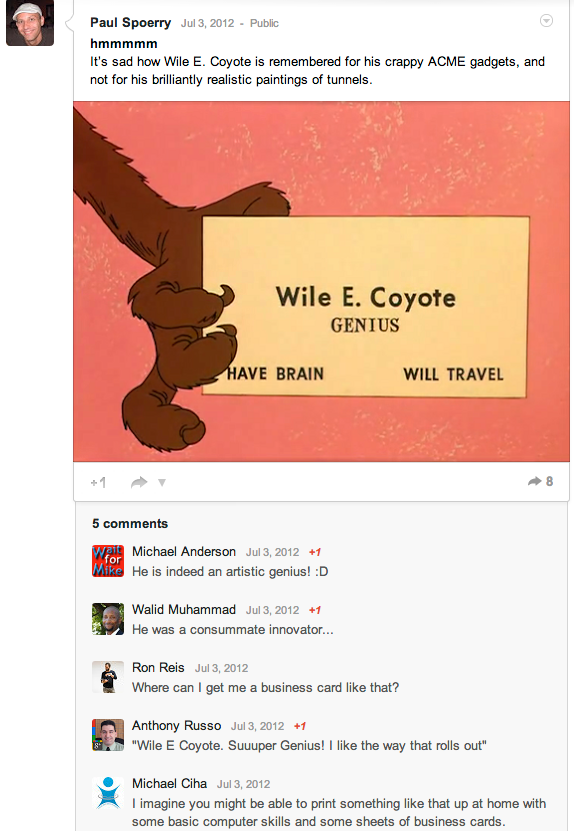 Paul Spoerry Jul 3, 2012 - Public
hmmmmm
It's sad how Wile E. Coyote is remembered for his crappy ACME gadgets, and
not for his brilliantly realistic paintings of tunnels.
Wile E. Coyote
GENIUS
HAVE BRAIN WILL TRAVEL
+1 8
5 comments
Wait
for
Mike
Michael Anderson Jul 3, 2012 +1
He is indeed an artistic genius! :D
Walid Muhammad Jul 3, 2012 +1
He was a consummate innovator...
Ron Reis Jul 3, 2012
Where can I get me a business card like that?
Anthony Russo Jul 3, 2012 +1
"Wile E Coyote. Suuuper Genius! I like the way that rolls out"
Michael Ciha Jul 3, 2012
I imagine you might be able to print something like that up at home with
some basic computer skills and some sheets of business cards.